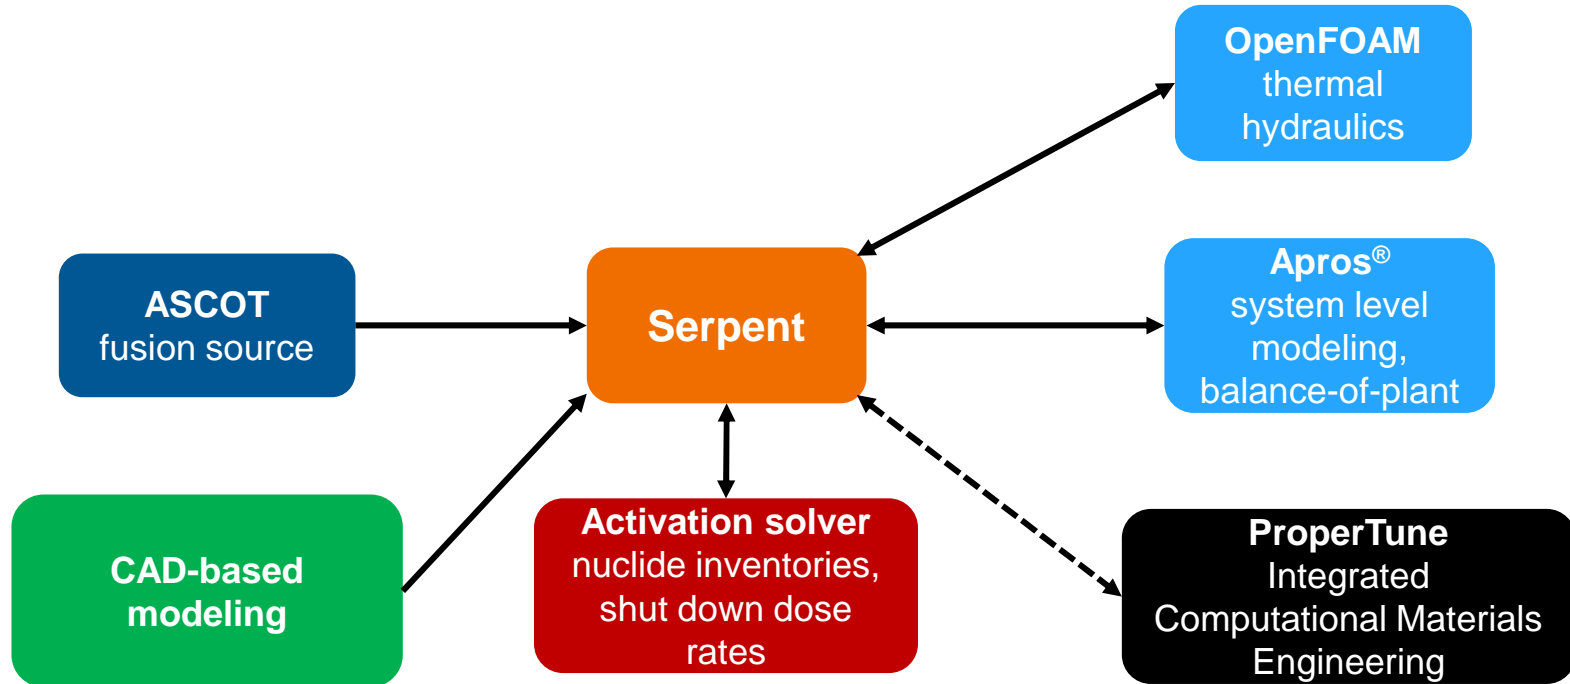 OpenFOAM
thermal
hydraulics
ASCOT
fusion source
Serpent
Apros®
system level
modeling,
balance-of-plant
CAD-based
modeling
Activation solver
nuclide inventories,
shut down dose
rates
ProperTune
Integrated
Computational Materials
Engineering